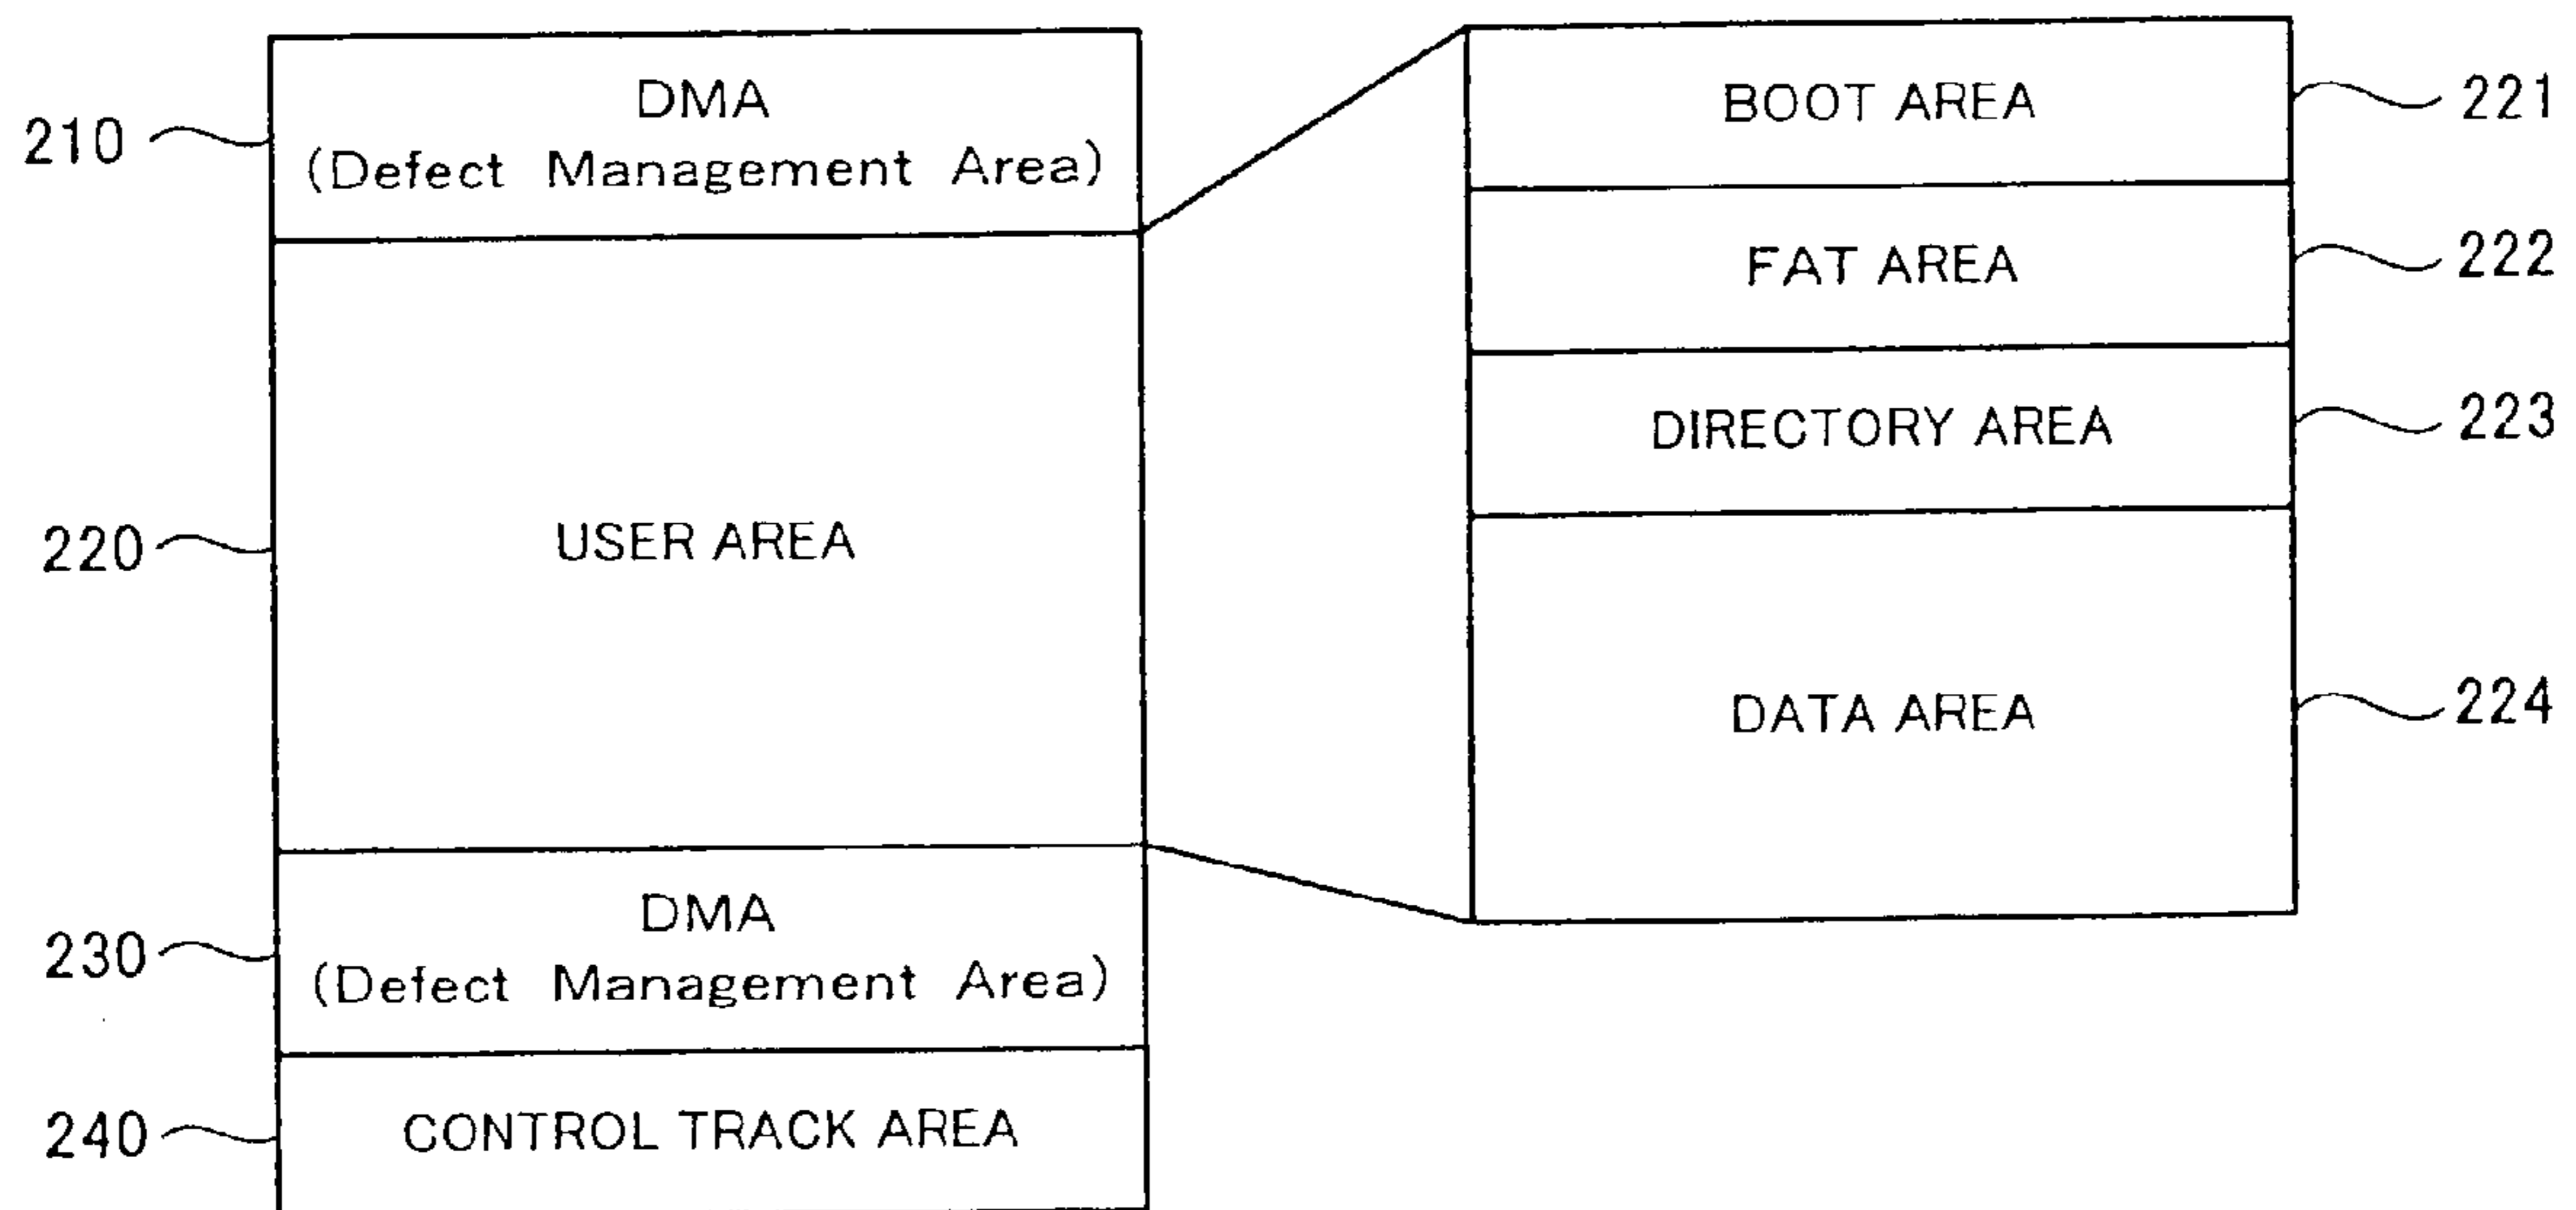 210
DMA
(Defect Management Area)
220
USER AREA
230
DMA
(Defect Management Area)
240
CONTROL TRACK AREA
BOOT AREA
221
FAT AREA
222
DIRECTORY AREA
223
DATA AREA
224